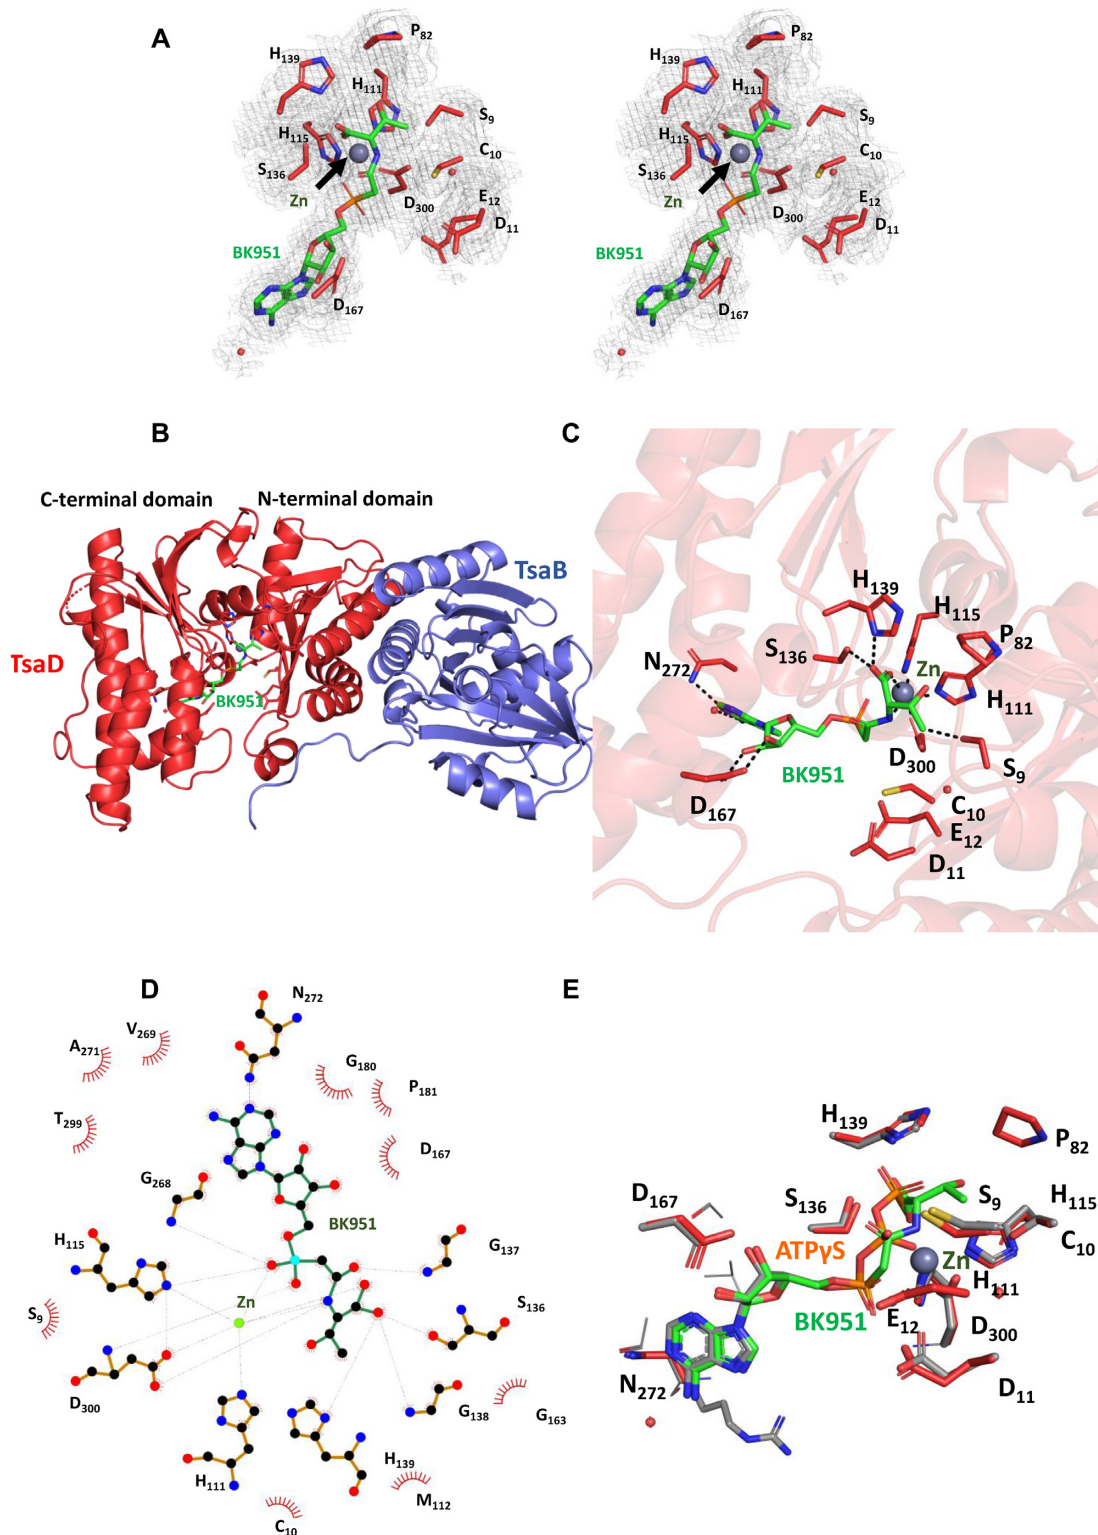 A
P82
H139
H111
S9
H115
C10
S136
Zn
D300
E12
D11
BK951
D167
P82
H139
H111
S9
H115
C10
S136
Zn
D300
E12
D11
BK951
D167
B
C-terminal domain
N-terminal domain
TsaB
TsaD
BK951
C
H139
H115
P82
S136
Zn
N272
H111
D300
S9
BK951
D167
C10
E12
D11
D
N272
V269
A271
G180
P181
T299
D167
G268
BK951
H115
G137
Zn
S9
S136
D300
G138
G163
H111
H139
M112
C10
E
H139
P82
D167
S136
S9
H115
ATPγS
C10
Zn
H111
BK951
E12
D300
N272
D11